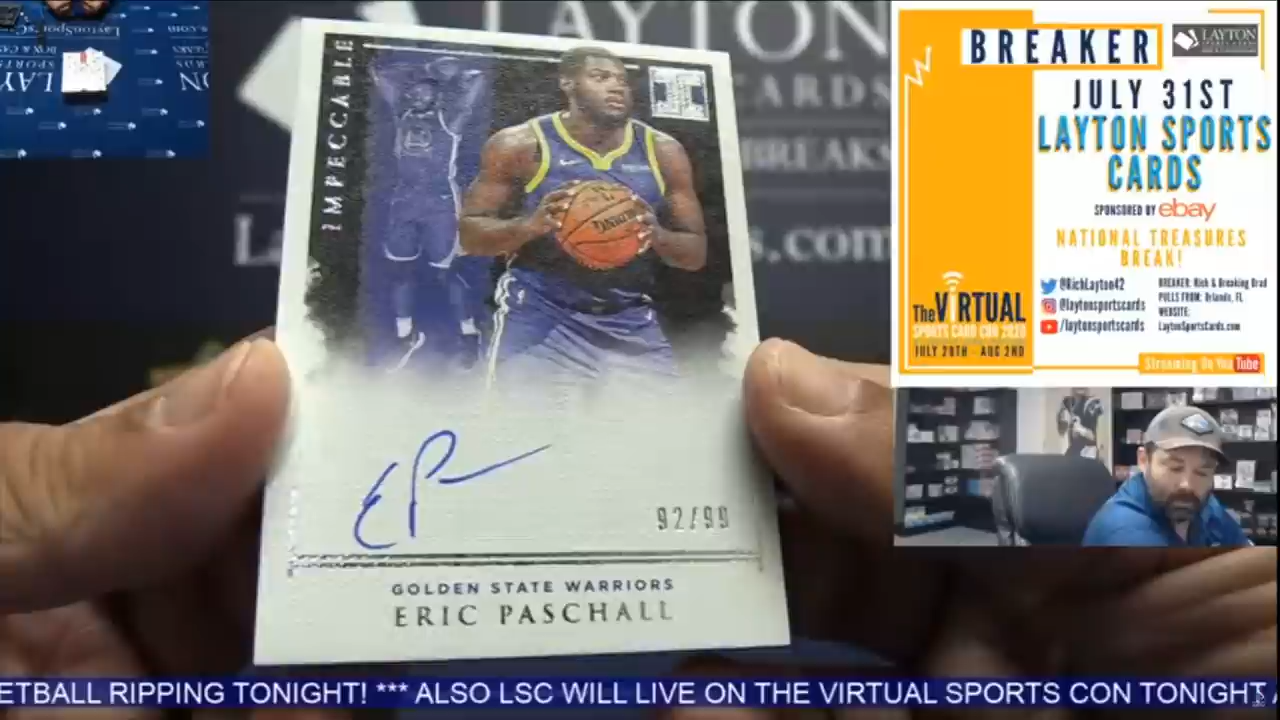 IMPECCABLE
92/99
GOLDEN STATE WARRIORS
ERIC PASCHALL
LAYTON
CARDS
BREAKS
BREAKER
LAYTON
JULY 31ST
LAYTON SPORTS
CARDS
SPONSORED BY ebay
NATIONAL TREASURES
BREAK!
@RichLayton42
@laytonsportscards
/laytonsportscards
BREAKER: Rich & Breaking Brad
PULLS FROM: Orlando, FL
WEBSITE:
LaytonSportsCards.com
The VIRTUAL
SPORTS CARD CON 2020
JULY 29TH - AUG 2ND
Streaming On YouTube
ETBALL RIPPING TONIGHT! *** ALSO LSC WILL LIVE ON THE VIRTUAL SPORTS CON TONIGHT